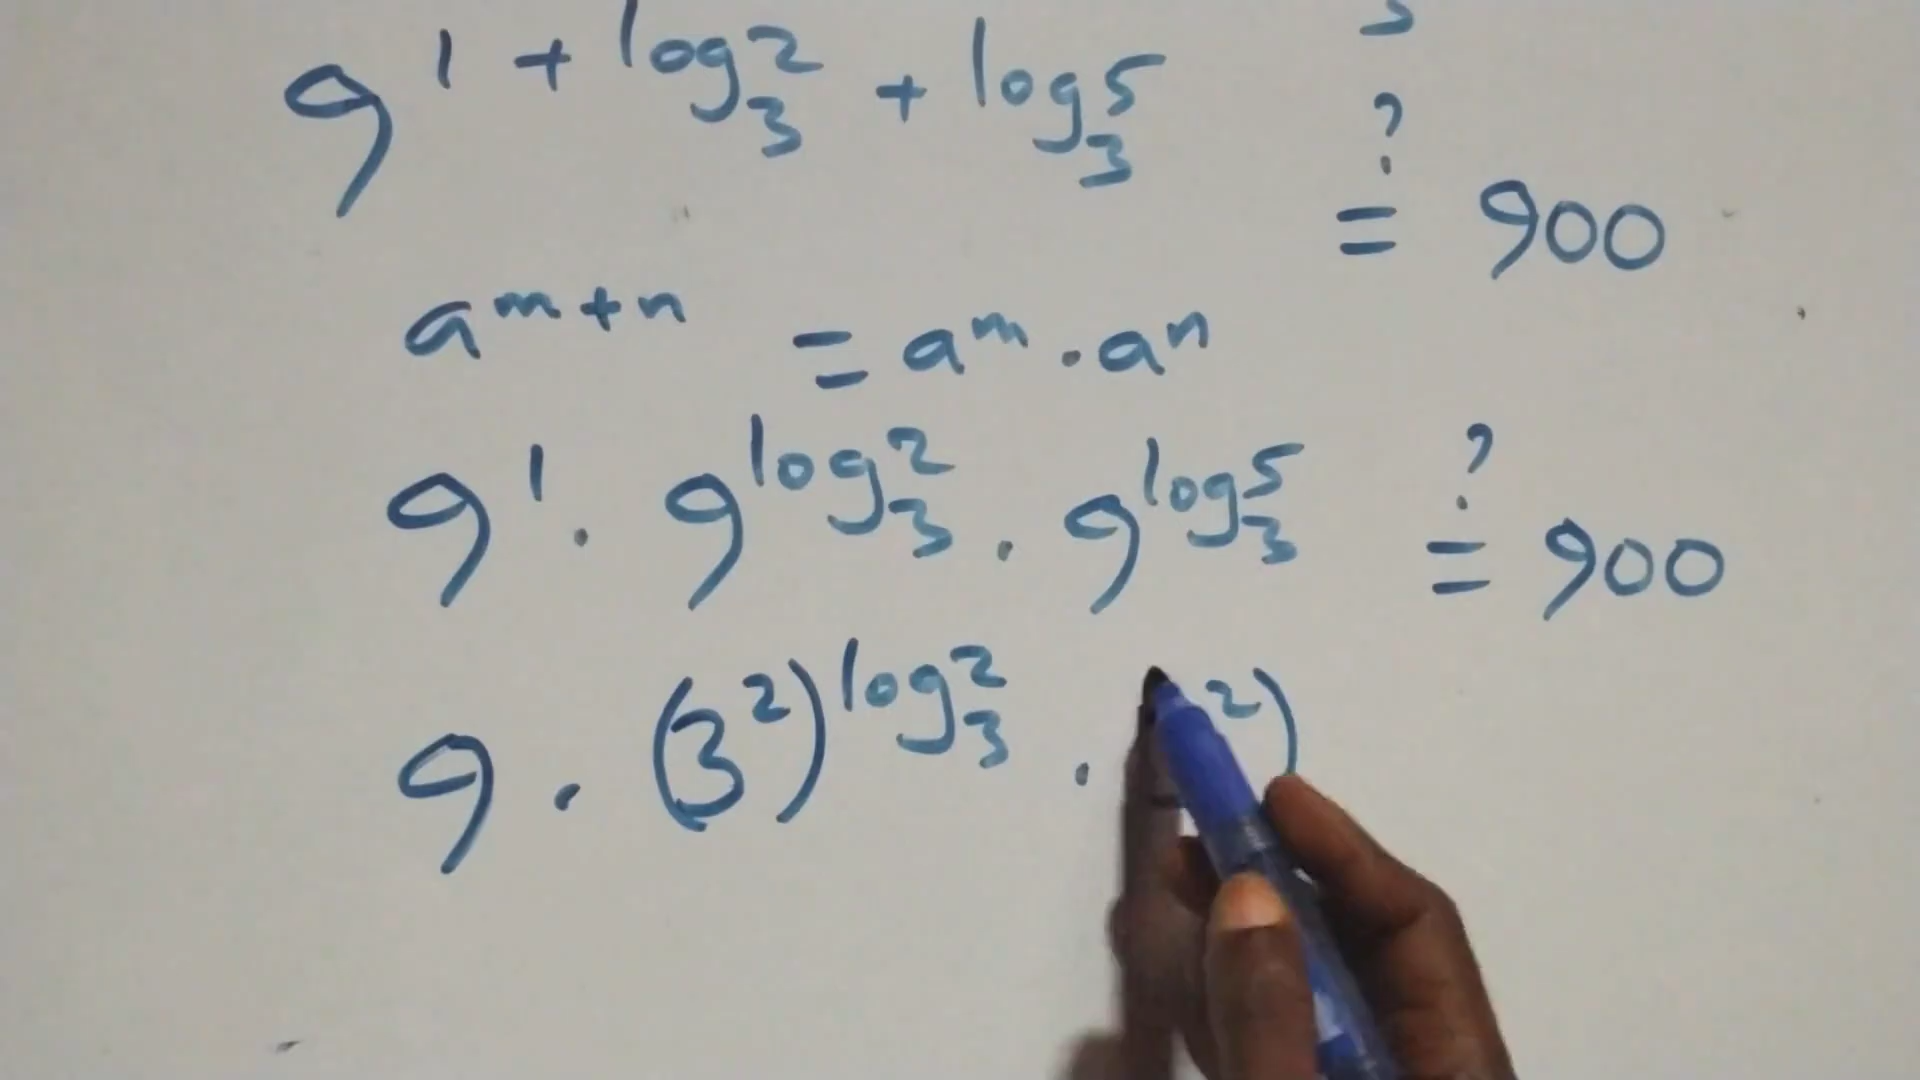 ?
9^{1 + log_3 2 + log_3 5} = 900
a^{m+n} = a^m . a^n
?
9^1 . 9^{log_3 2} . 9^{log_3 5} = 900
9 . (3^2)^{log_3 2} . ^2)